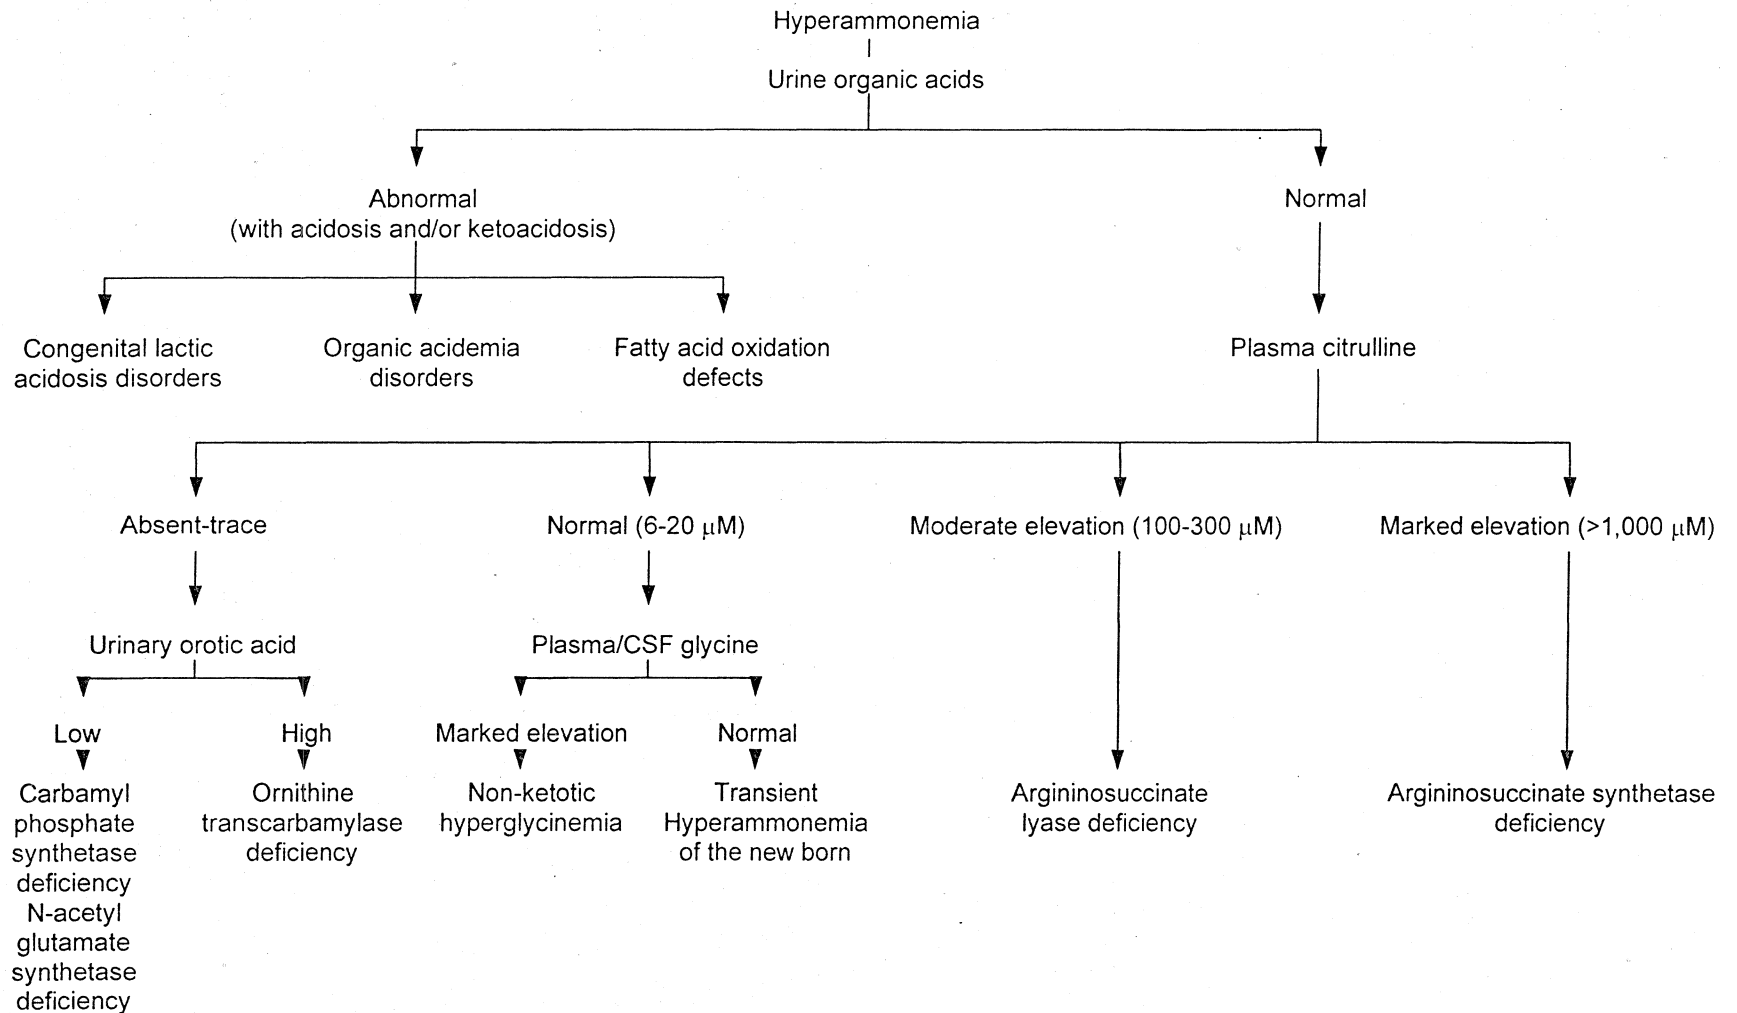 Hyperammonemia
Urine organic acids
Abnormal
(with acidosis and/or ketoacidosis)
Normal
Congenital lactic
acidosis disorders
Organic acidemia
disorders
Fatty acid oxidation
defects
Plasma citrulline
Absent-trace
Normal (6-20 μM)
Moderate elevation (100-300 μM)
Marked elevation (>1,000 μM)
Urinary orotic acid
Plasma/CSF glycine
Low
High
Marked elevation
Normal
Carbamyl
phosphate
synthetase
deficiency
N-acetyl
glutamate
synthetase
deficiency
Ornithine
transcarbamylase
deficiency
Non-ketotic
hyperglycinemia
Transient
Hyperammonemia
of the new born
Argininosuccinate
lyase deficiency
Argininosuccinate synthetase
deficiency